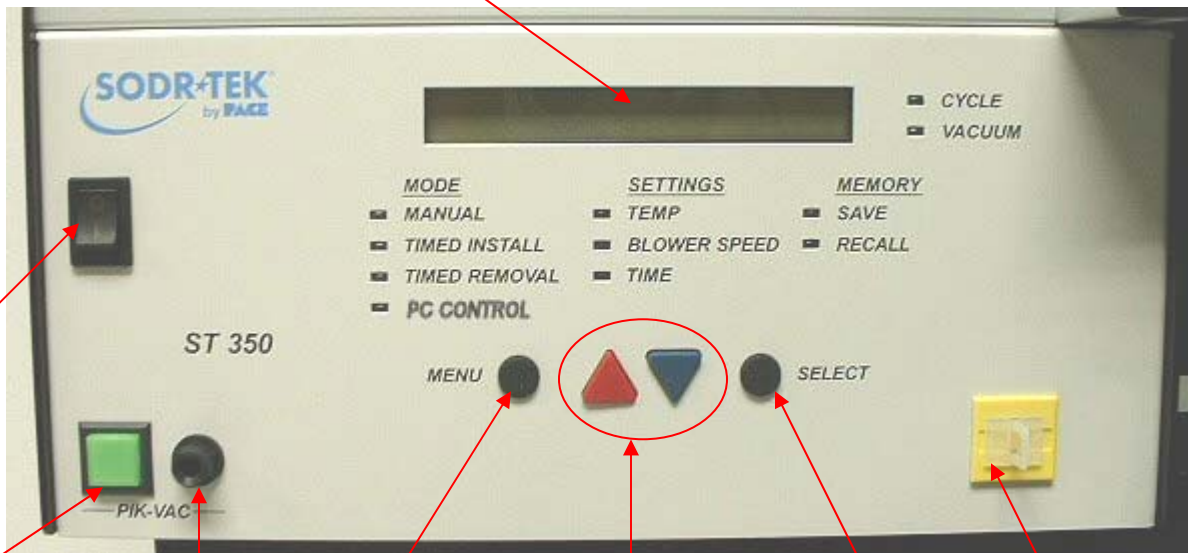 SODR-TEK
by PACE
CYCLE
VACUUM
MODE
MANUAL
TIMED INSTALL
TIMED REMOVAL
PC CONTROL
SETTINGS
TEMP
BLOWER SPEED
TIME
MEMORY
SAVE
RECALL
ST 350
MENU
SELECT
PIK-VAC